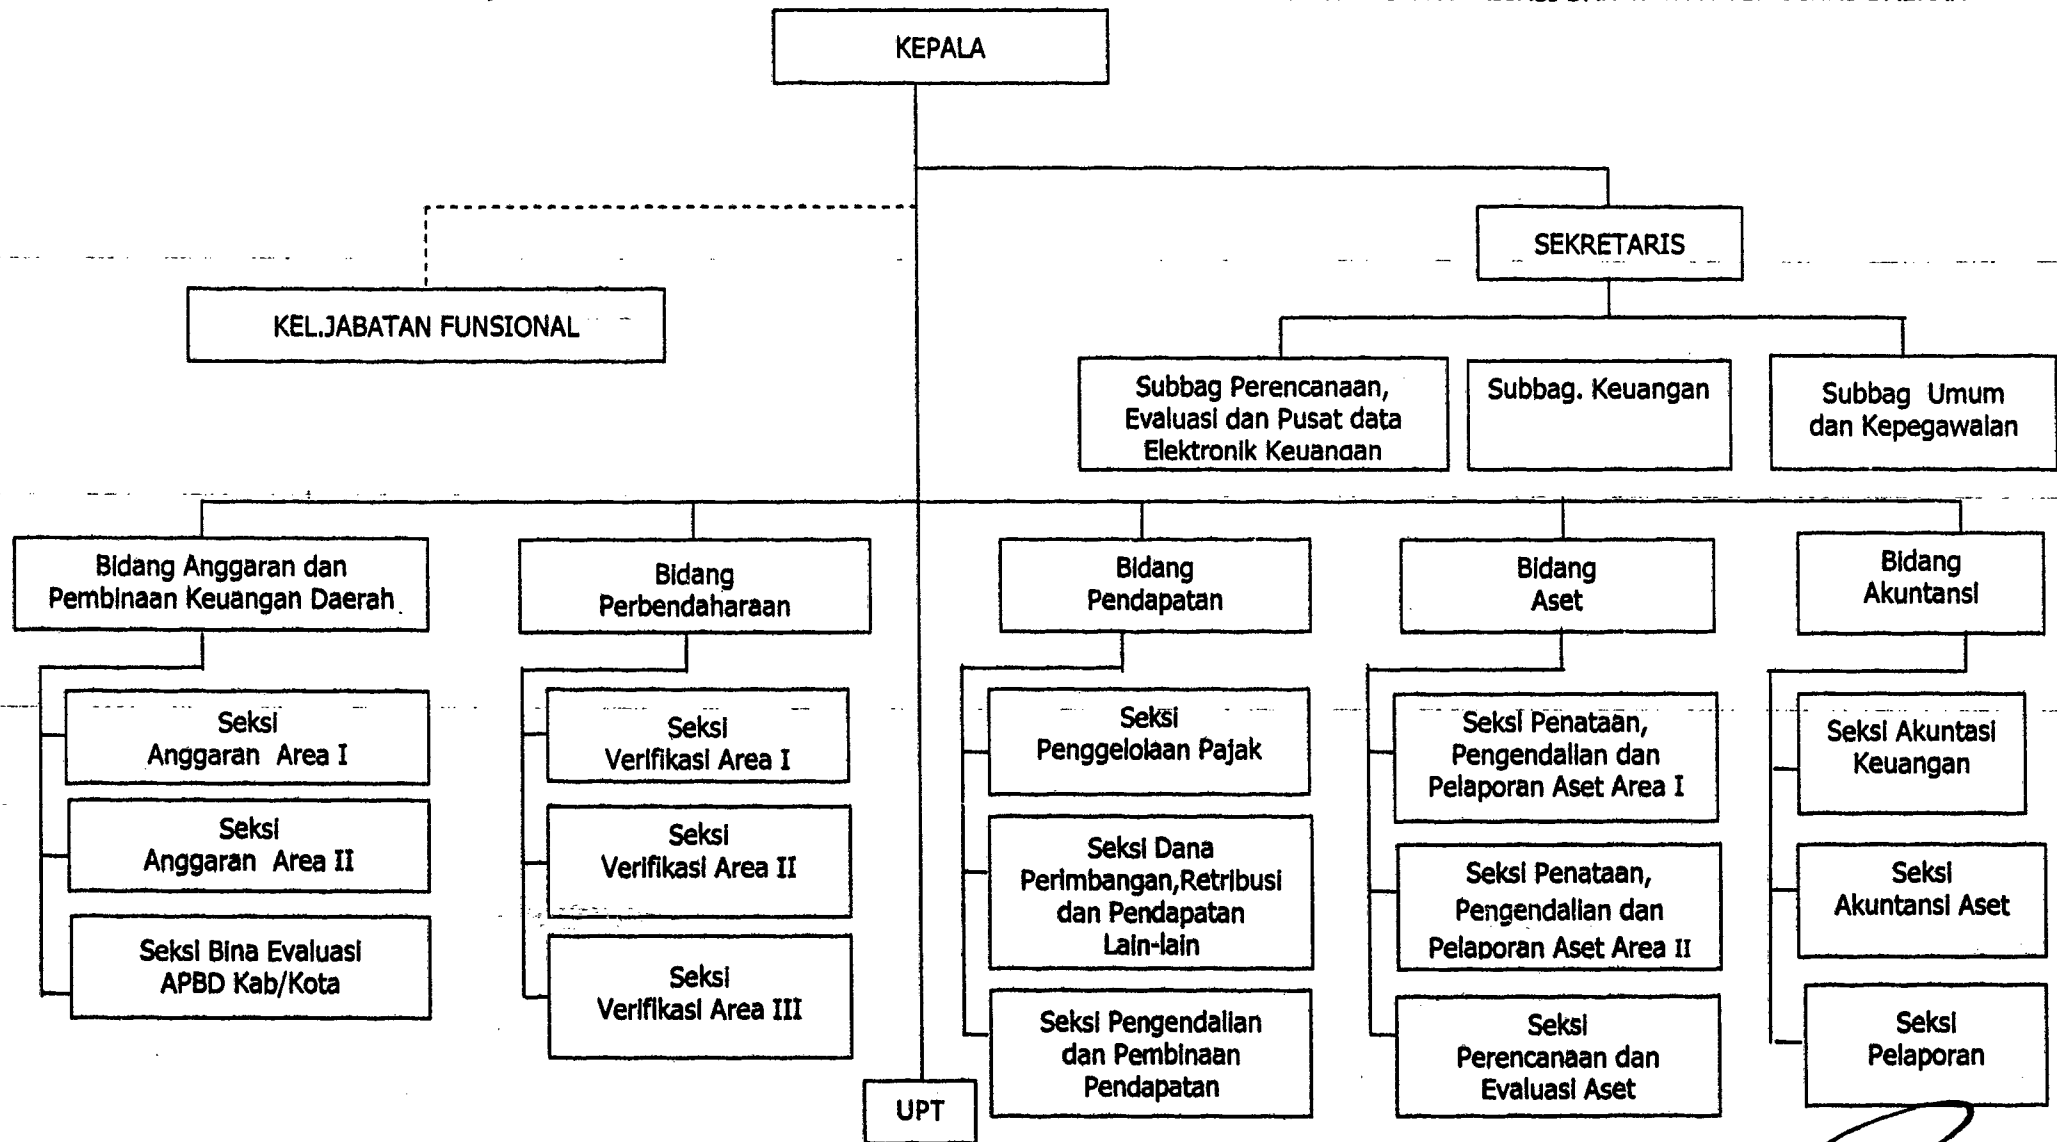 KEPALA
SEKRETARIS
KEL.JABATAN FUNSIONAL
Subbag Perencanaan,
Evaluasi dan Pusat data
Elektronik Keuangan
Subbag. Keuangan
Subbag Umum
dan Kepegawaian
Bidang Anggaran dan
Pembinaan Keuangan Daerah
Bidang
Perbendaharaan
Bidang
Pendapatan
Bidang
Aset
Bidang
Akuntansi
Seksi
Anggaran Area I
Seksi
Anggaran Area II
Seksi Bina Evaluasi
APBD Kab/Kota
Seksi
Verifikasi Area I
Seksi
Verifikasi Area II
Seksi
Verifikasi Area III
Seksi
Penggelolaan Pajak
Seksi Dana
Perimbangan,Retribusi
dan Pendapatan
Lain-lain
Seksi Pengendalian
dan Pembinaan
Pendapatan
Seksi Penataan,
Pengendalian dan
Pelaporan Aset Area I
Seksi Penataan,
Pengendalian dan
Pelaporan Aset Area II
Seksi
Perencanaan dan
Evaluasi Aset
Seksi Akuntasi
Keuangan
Seksi
Akuntansi Aset
Seksi
Pelaporan
UPT